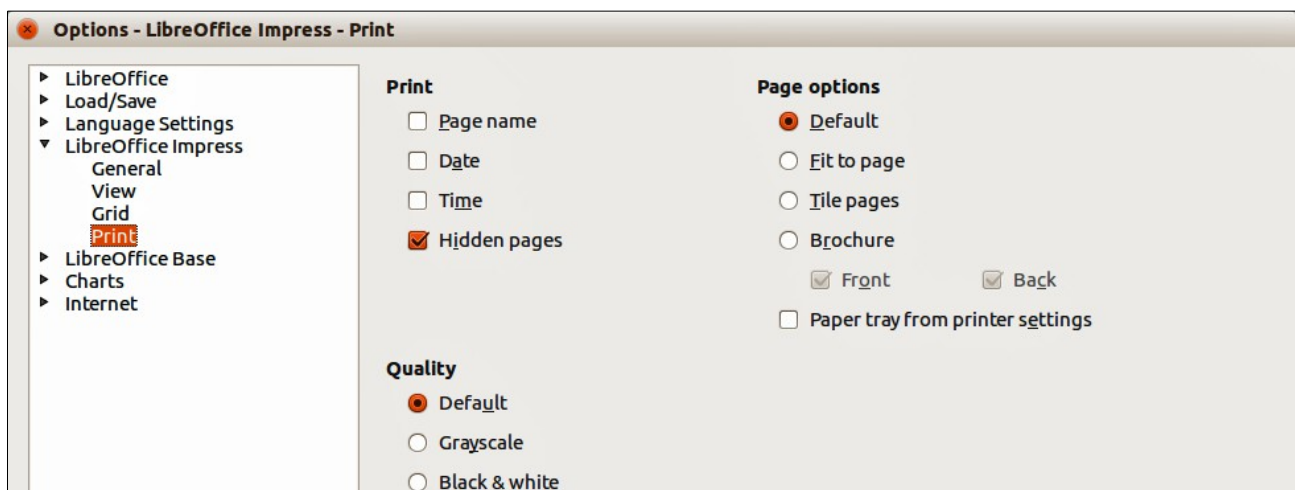 Options - LibreOffice Impress - Print
LibreOffice
Load/Save
Language Settings
LibreOffice Impress
General
View
Grid
Print
LibreOffice Base
Charts
Internet
Print
Page name
Date
Time
Hidden pages
Page options
Default
Fit to page
Tile pages
Brochure
Front Back
Paper tray from printer settings
Quality
Default
Grayscale
Black & white